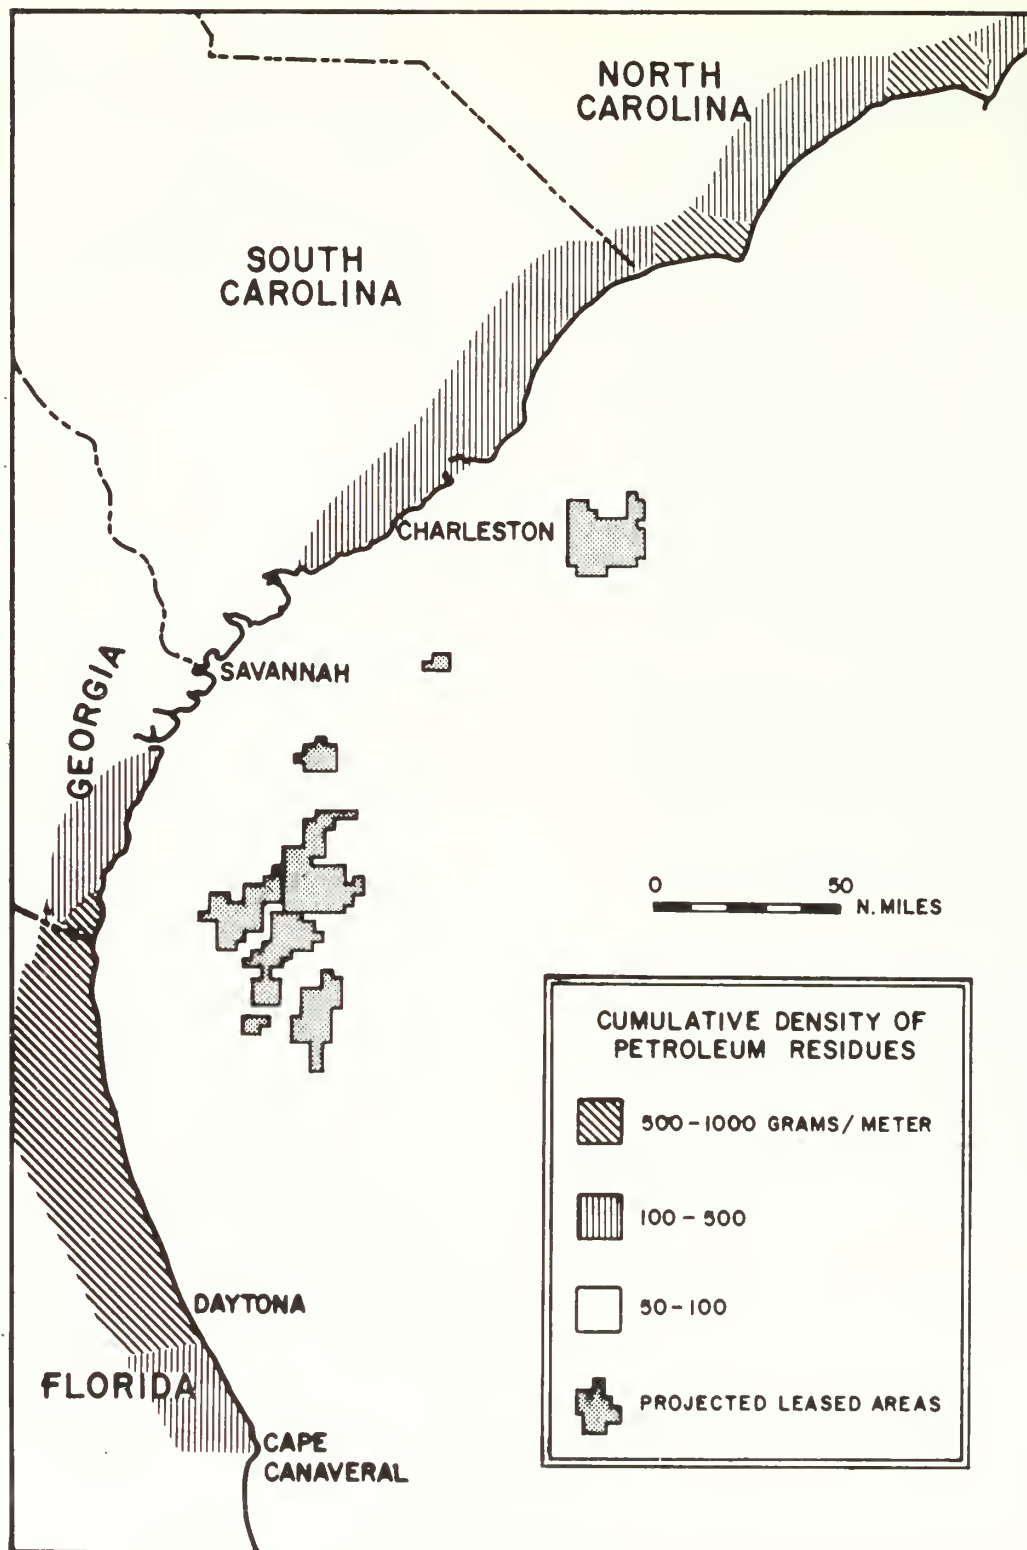 NORTH
CAROLINA
SOUTH
CAROLINA
CHARLESTON
SAVANNAH
GEORGIA
0 50
N. MILES
CUMULATIVE DENSITY OF
PETROLEUM RESIDUES
500-1000 GRAMS/METER
100-500
50-100
PROJECTED LEASED AREAS
DAYTONA
FLORIDA
CAPE
CANAVERAL